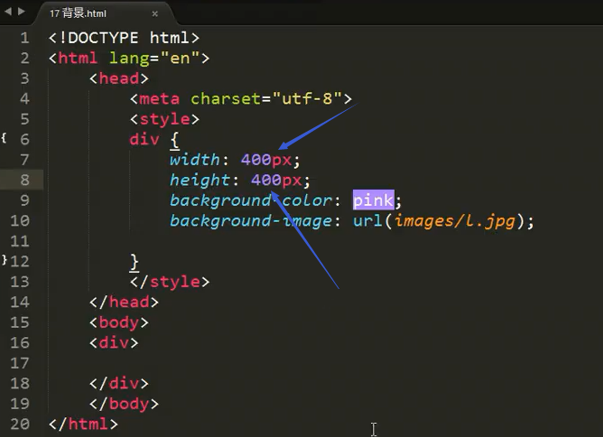 17 背景.html
1 <!DOCTYPE html>
2 <html lang="en">
3 <head>
4 <meta charset="utf-8">
5 <style>
{ 6 div {
7 width: 400px;
8 height: 400px;
9 background-color: pink;
10 background-image: url(images/l.jpg);
11
} 12 }
13 </style>
14 </head>
15 <body>
16 <div>
17
18 </div>
19 </body>
20 </html>